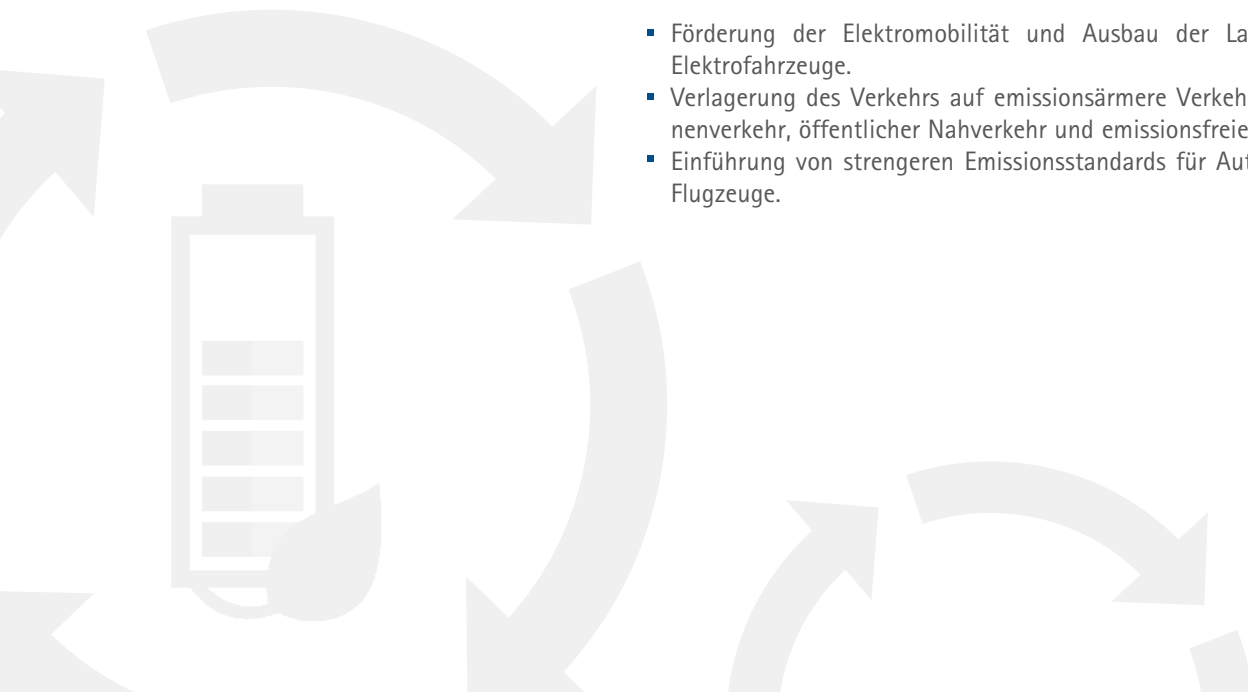 ▪ Förderung der Elektromobilität und Ausbau der La
Elektrofahrzeuge.
▪ Verlagerung des Verkehrs auf emissionsärmere Verkeh
nenverkehr, öffentlicher Nahverkehr und emissionsfreie
▪ Einführung von strengeren Emissionsstandards für Aut
Flugzeuge.